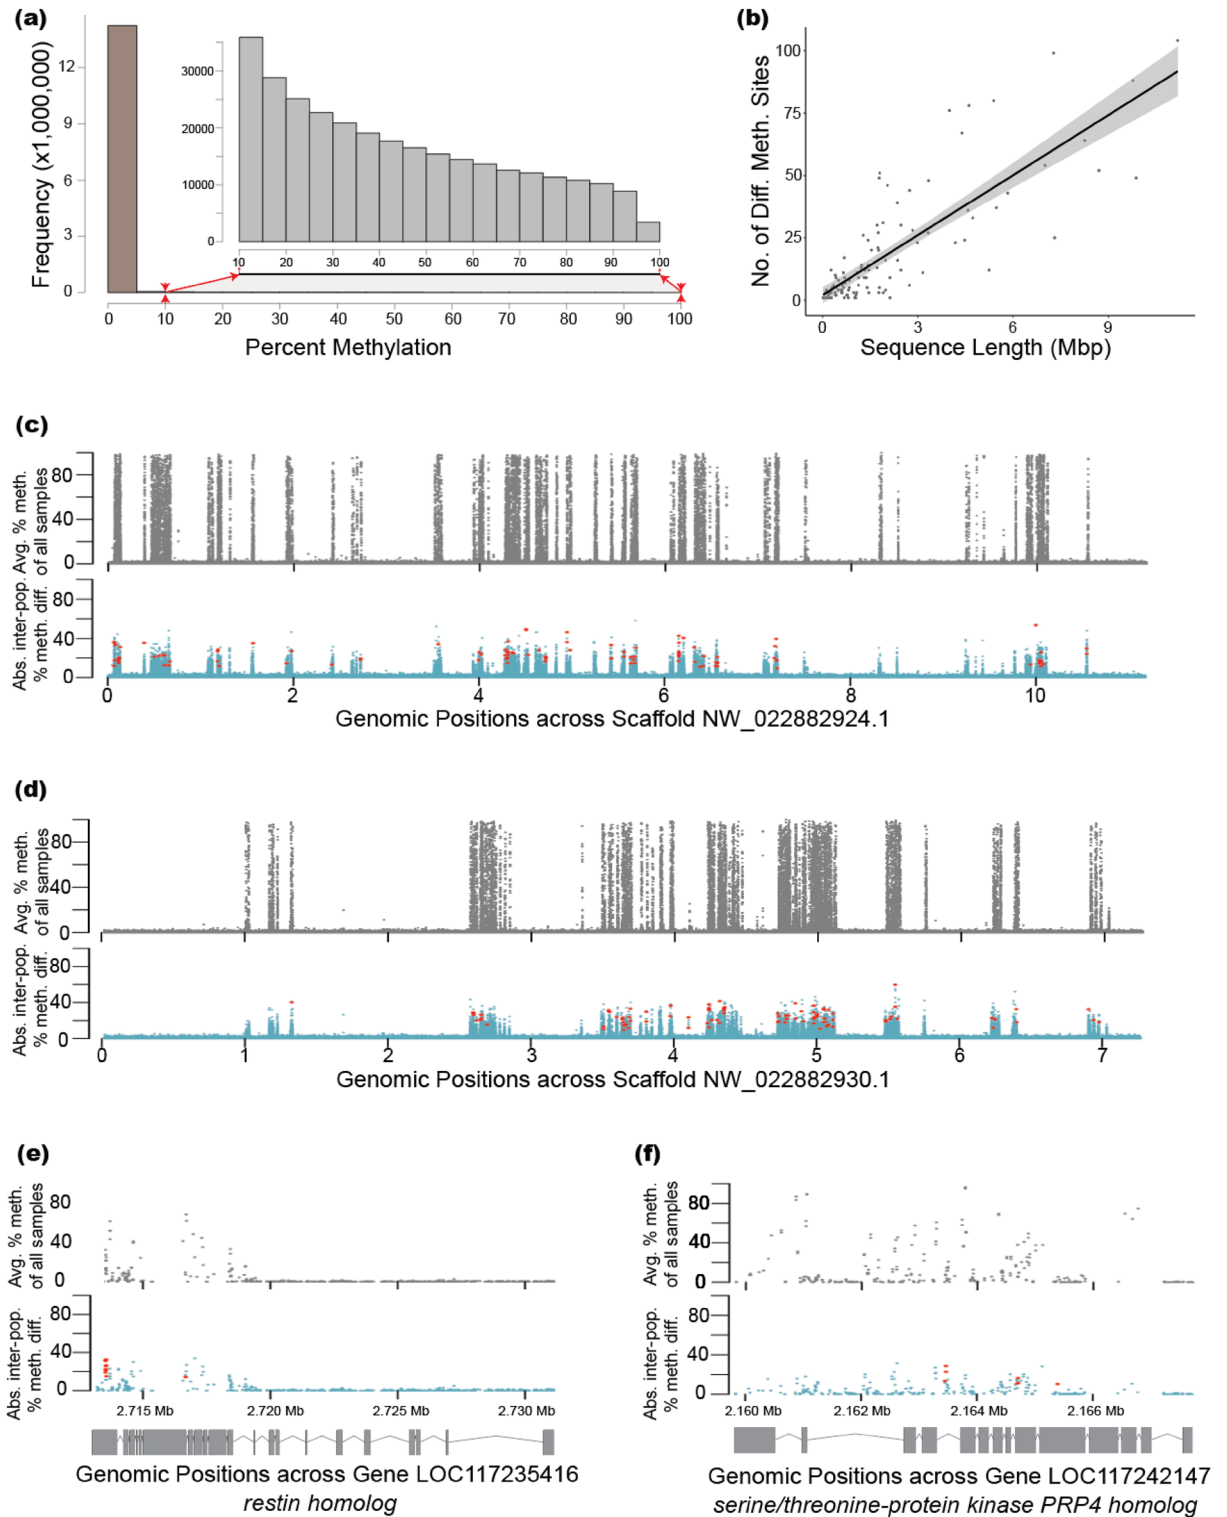 (a)
Frequency (x1,000,000)
12
9
6
3
0
30000
20000
10000
0
10 20 30 40 50 60 70 80 90 100
0 10 20 30 40 50 60 70 80 90 100
Percent Methylation
(b)
No. of Diff. Meth. Sites
100
75
50
25
0
0 3 6 9
Sequence Length (Mbp)
(c)
Avg. % meth.
of all samples
80
40
0
Abs. inter-pop.
% meth. diff.
80
40
0
0 2 4 6 8 10
Genomic Positions across Scaffold NW_022882924.1
(d)
Avg. % meth.
of all samples
80
40
0
Abs. inter-pop.
% meth. diff.
80
40
0
0 1 2 3 4 5 6 7
Genomic Positions across Scaffold NW_022882930.1
(e)
Avg. % meth.
of all samples
80
40
0
Abs. inter-pop.
% meth. diff.
80
40
0
2.715 Mb 2.720 Mb 2.725 Mb 2.730 Mb
Genomic Positions across Gene LOC117235416
restin homolog
(f)
Avg. % meth.
of all samples
80
40
0
Abs. inter-pop.
% meth. diff.
80
40
0
2.160 Mb 2.162 Mb 2.164 Mb 2.166 Mb
Genomic Positions across Gene LOC117242147
serine/threonine-protein kinase PRP4 homolog